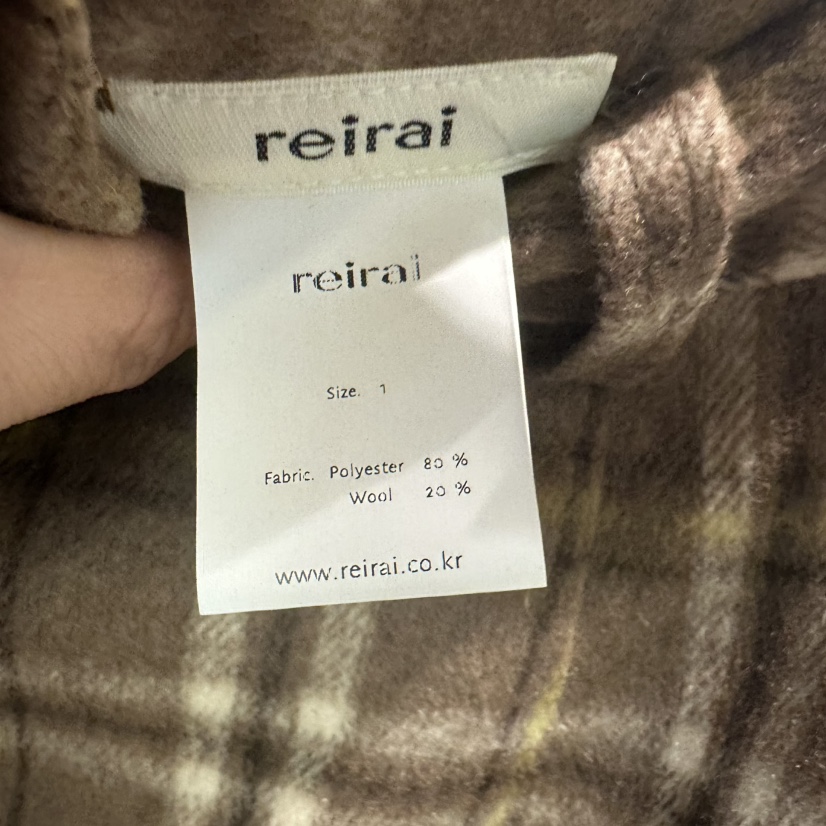 reirai
reirai
Size. 1
Fabric. Polyester 80 %
Wool 20 %
www.reirai.co.kr